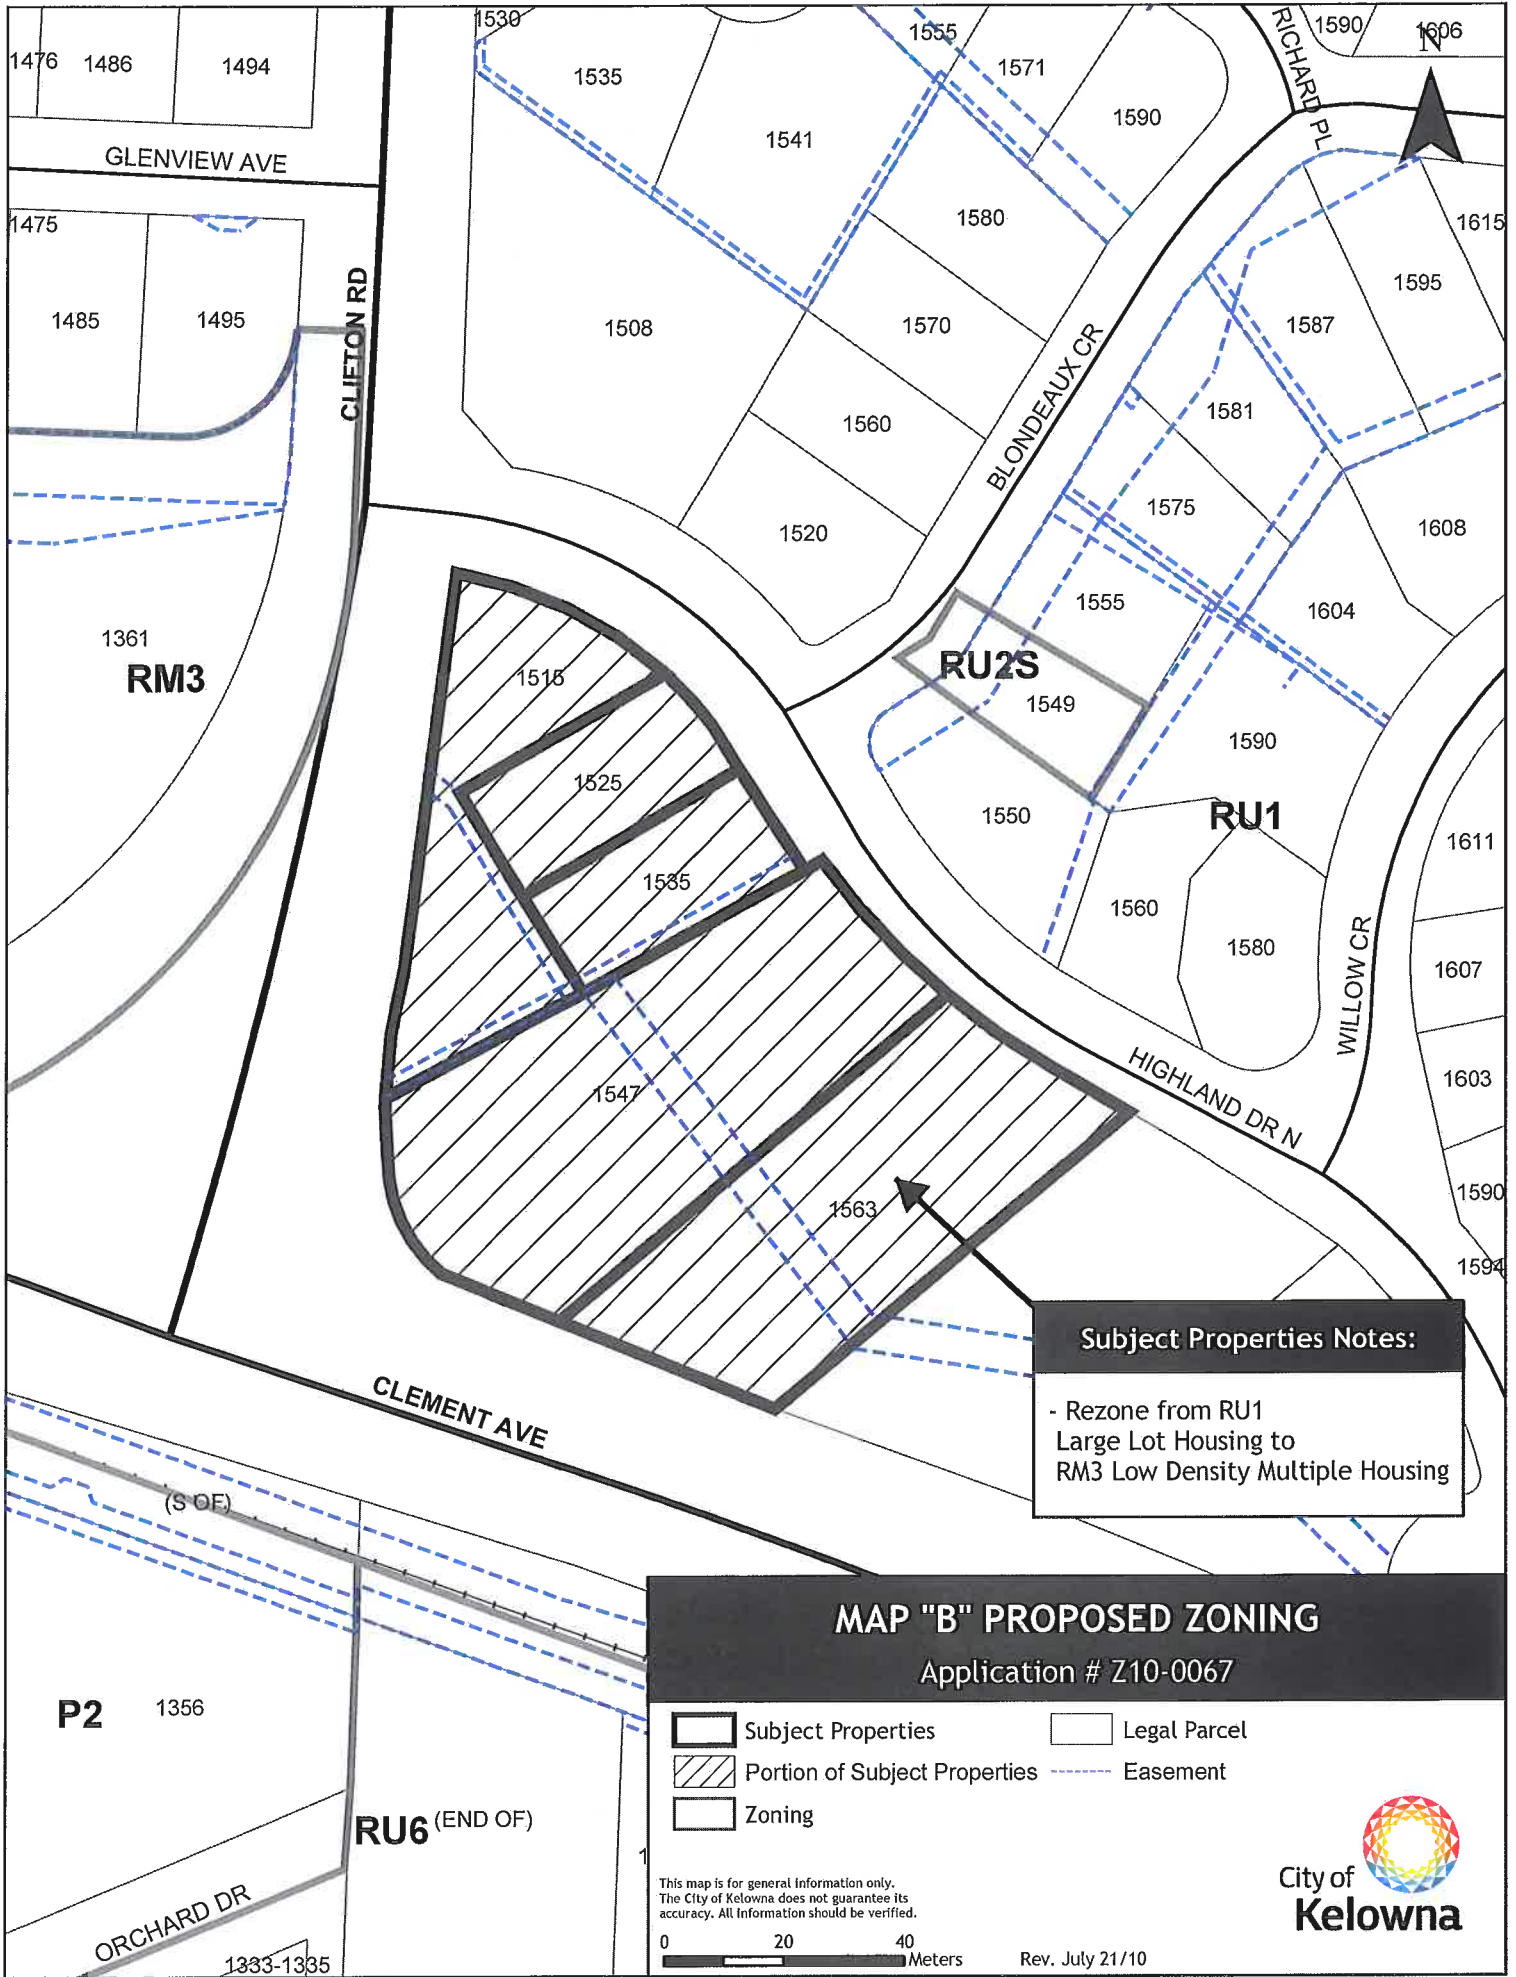 1530
1555
1590
1606
N
1476
1486
1494
1535
1571
RICHARD PL
1541
1590
GLENVIEW AVE
1475
1580
1615
1485
1495
CLIFTON RD
1508
1570
1587
1595
BLONDEAUX CR
1560
1581
1520
1575
1608
1361
RM3
1555
1604
RU2S
1515
1549
1590
1525
1550
RU1
1611
1535
1560
1580
WILLOW CR
1607
1547
HIGHLAND DR N
1603
1563
1590
1594
Subject Properties Notes:
- Rezone from RU1
Large Lot Housing to
RM3 Low Density Multiple Housing
CLEMENT AVE
(S OF)
P2
1356
RU6 (END OF)
ORCHARD DR
1333-1335
1
MAP "B" PROPOSED ZONING
Application # Z10-0067
Subject Properties
Legal Parcel
Portion of Subject Properties
Easement
Zoning
This map is for general information only.
The City of Kelowna does not guarantee its
accuracy. All information should be verified.
City of
Kelowna
0 20 40
Meters
Rev. July 21/10